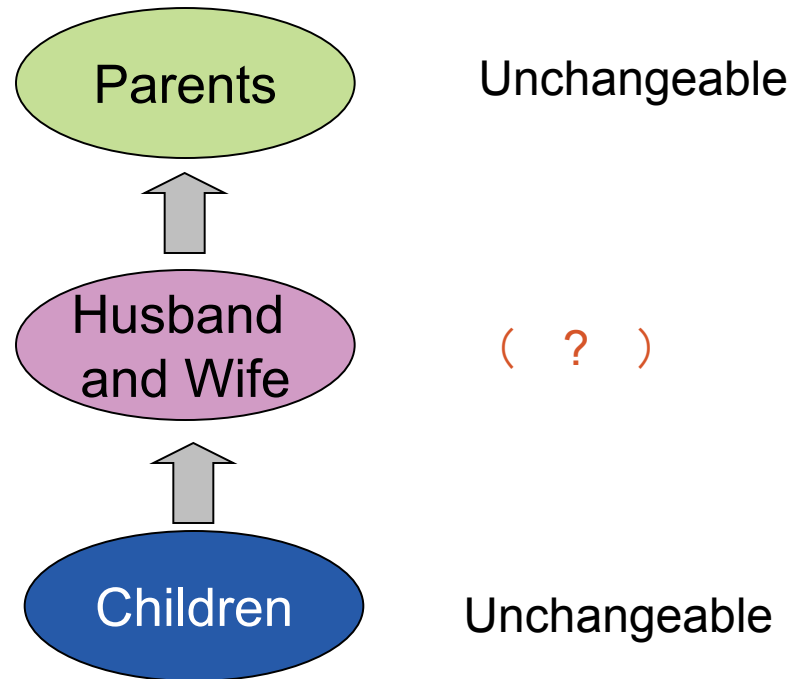 Parents
Unchangeable
Husband
and Wife
( ? )
Children
Unchangeable